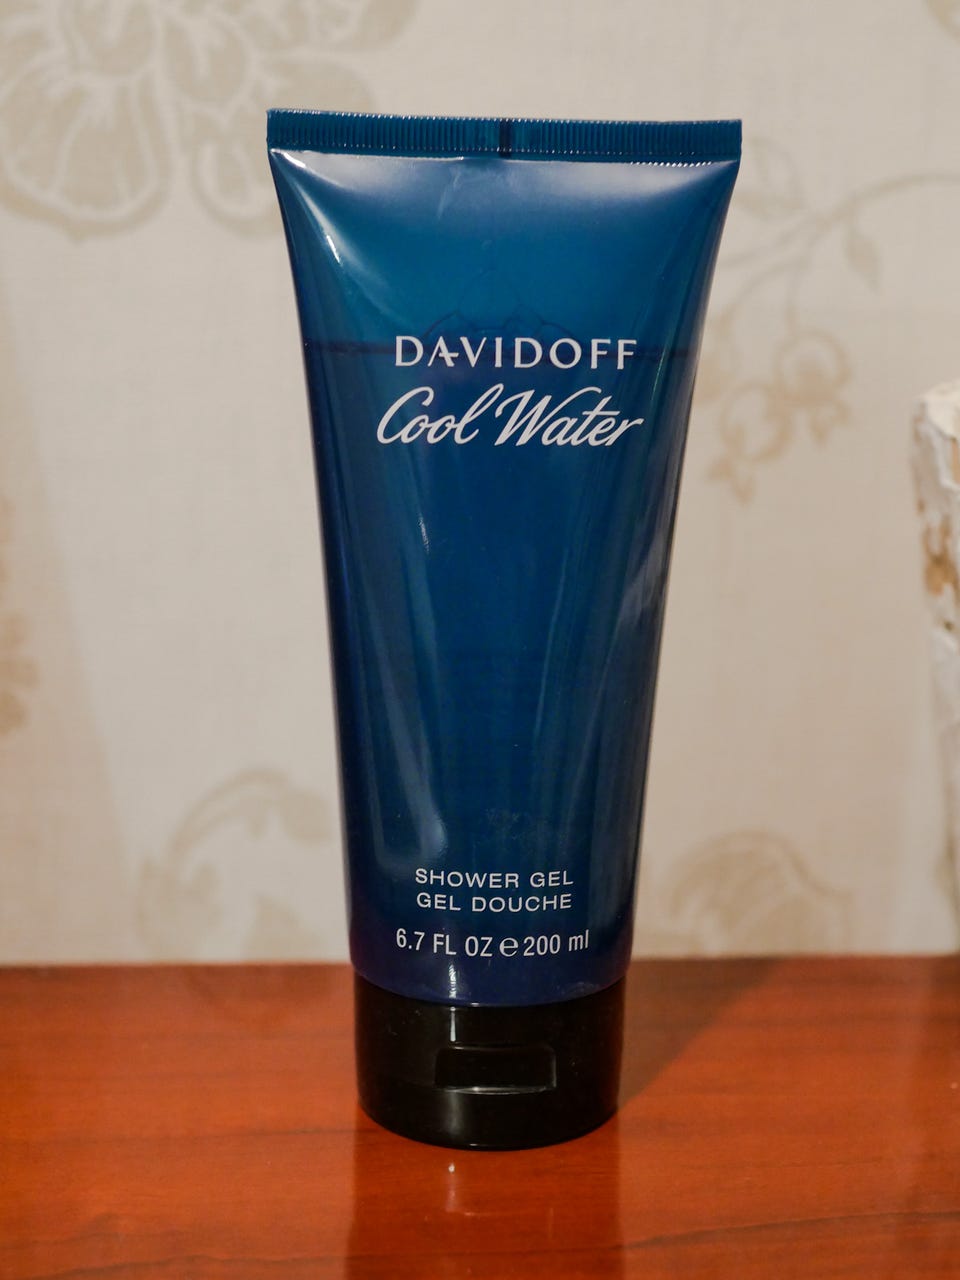 DAVIDOFF
Cool Water
SHOWER GEL
GEL DOUCHE
6.7 FL OZ ℮ 200 ml